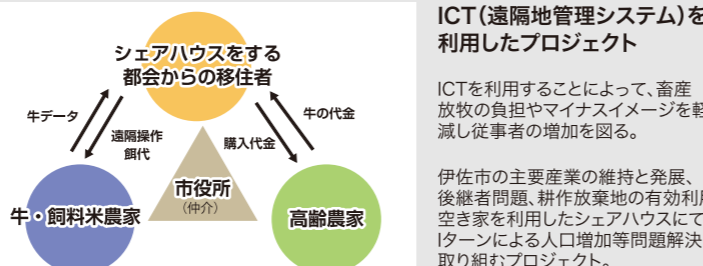 シェアハウスをする
都会からの移住者
牛データ
遠隔操作
餌代
購入代金
牛の代金
市役所
(仲介)
牛・飼料米農家
高齢農家
ICT(遠隔地管理システム)を
利用したプロジェクト
ICTを利用することによって、畜産
放牧の負担やマイナスイメージを軽
減し従事者の増加を図る。
伊佐市の主要産業の維持と発展、
後継者問題、耕作放棄地の有効利用
空き家を利用したシェアハウスにて
Iターンによる人口増加等問題解決
取り組むプロジェクト。